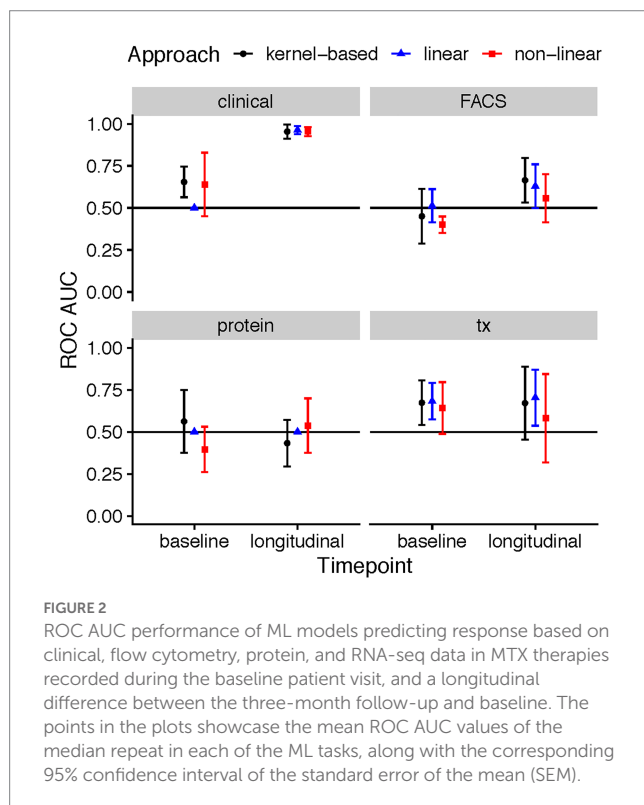 Approach kernel-based linear non-linear
clinical FACS
1.00
0.75
0.50
0.25
0.00
protein tx
1.00
0.75
0.50
0.25
0.00
ROC AUC
baseline longitudinal baseline longitudinal
Timepoint
FIGURE 2
ROC AUC performance of ML models predicting response based on
clinical, flow cytometry, protein, and RNA-seq data in MTX therapies
recorded during the baseline patient visit, and a longitudinal
difference between the three-month follow-up and baseline. The
points in the plots showcase the mean ROC AUC values of the
median repeat in each of the ML tasks, along with the corresponding
95% confidence interval of the standard error of the mean (SEM).